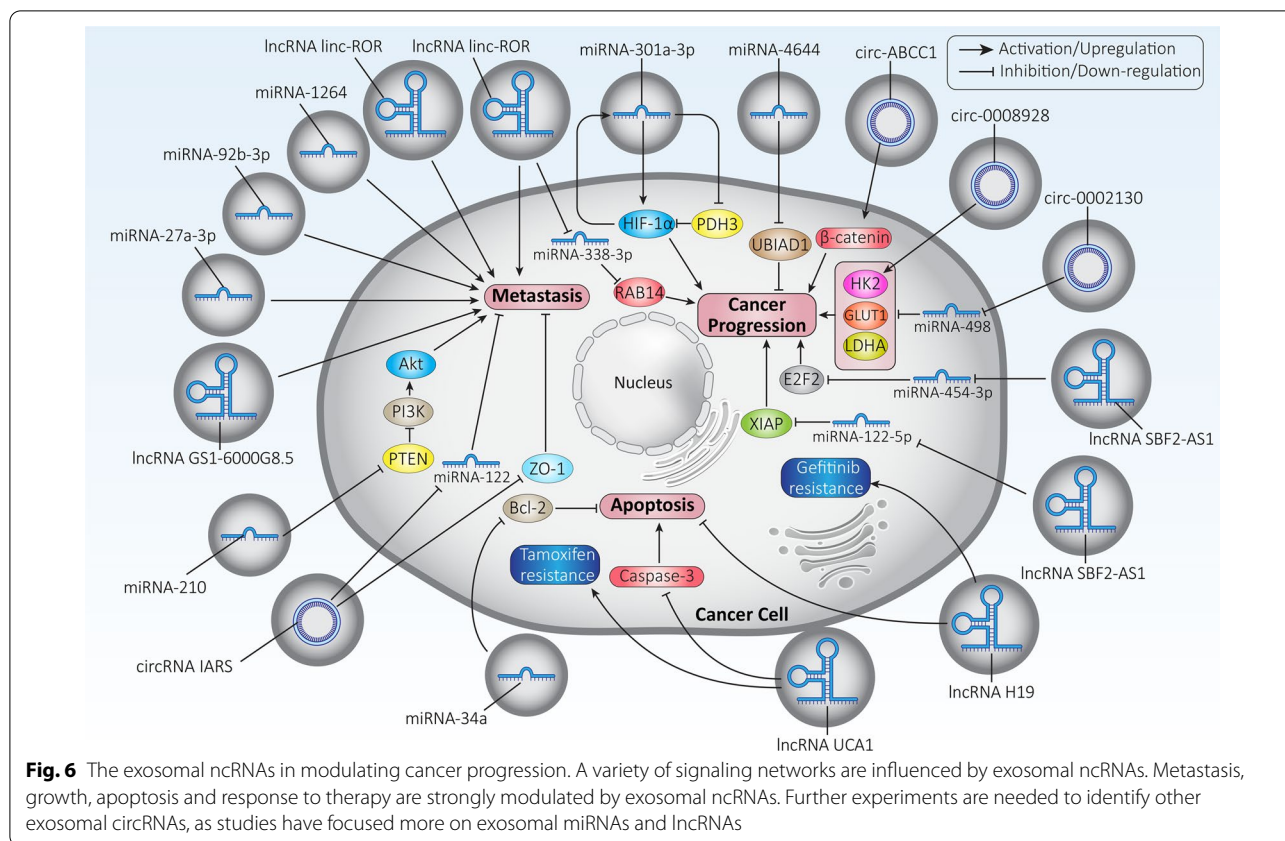 lncRNA linc-ROR
lncRNA linc-ROR
miRNA-301a-3p
miRNA-4644
circ-ABCC1
Activation/Upregulation
Inhibition/Down-regulation
miRNA-1264
circ-0008928
miRNA-92b-3p
circ-0002130
miRNA-27a-3p
HIF-1α
PDH3
UBIAD1
β-catenin
miRNA-338-3p
HK2
Metastasis
RAB14
Cancer
Progression
GLUT1
miRNA-498
LDHA
Akt
Nucleus
E2F2
miRNA-454-3p
PI3K
XIAP
miRNA-122-5p
lncRNA SBF2-AS1
lncRNA GS1-6000G8.5
PTEN
miRNA-122
ZO-1
Gefitinib
resistance
Bcl-2
Apoptosis
lncRNA SBF2-AS1
miRNA-210
Tamoxifen
resistance
Caspase-3
Cancer Cell
circRNA IARS
lncRNA H19
miRNA-34a
lncRNA UCA1
Fig. 6 The exosomal ncRNAs in modulating cancer progression. A variety of signaling networks are influenced by exosomal ncRNAs. Metastasis,
growth, apoptosis and response to therapy are strongly modulated by exosomal ncRNAs. Further experiments are needed to identify other
exosomal circRNAs, as studies have focused more on exosomal miRNAs and lncRNAs